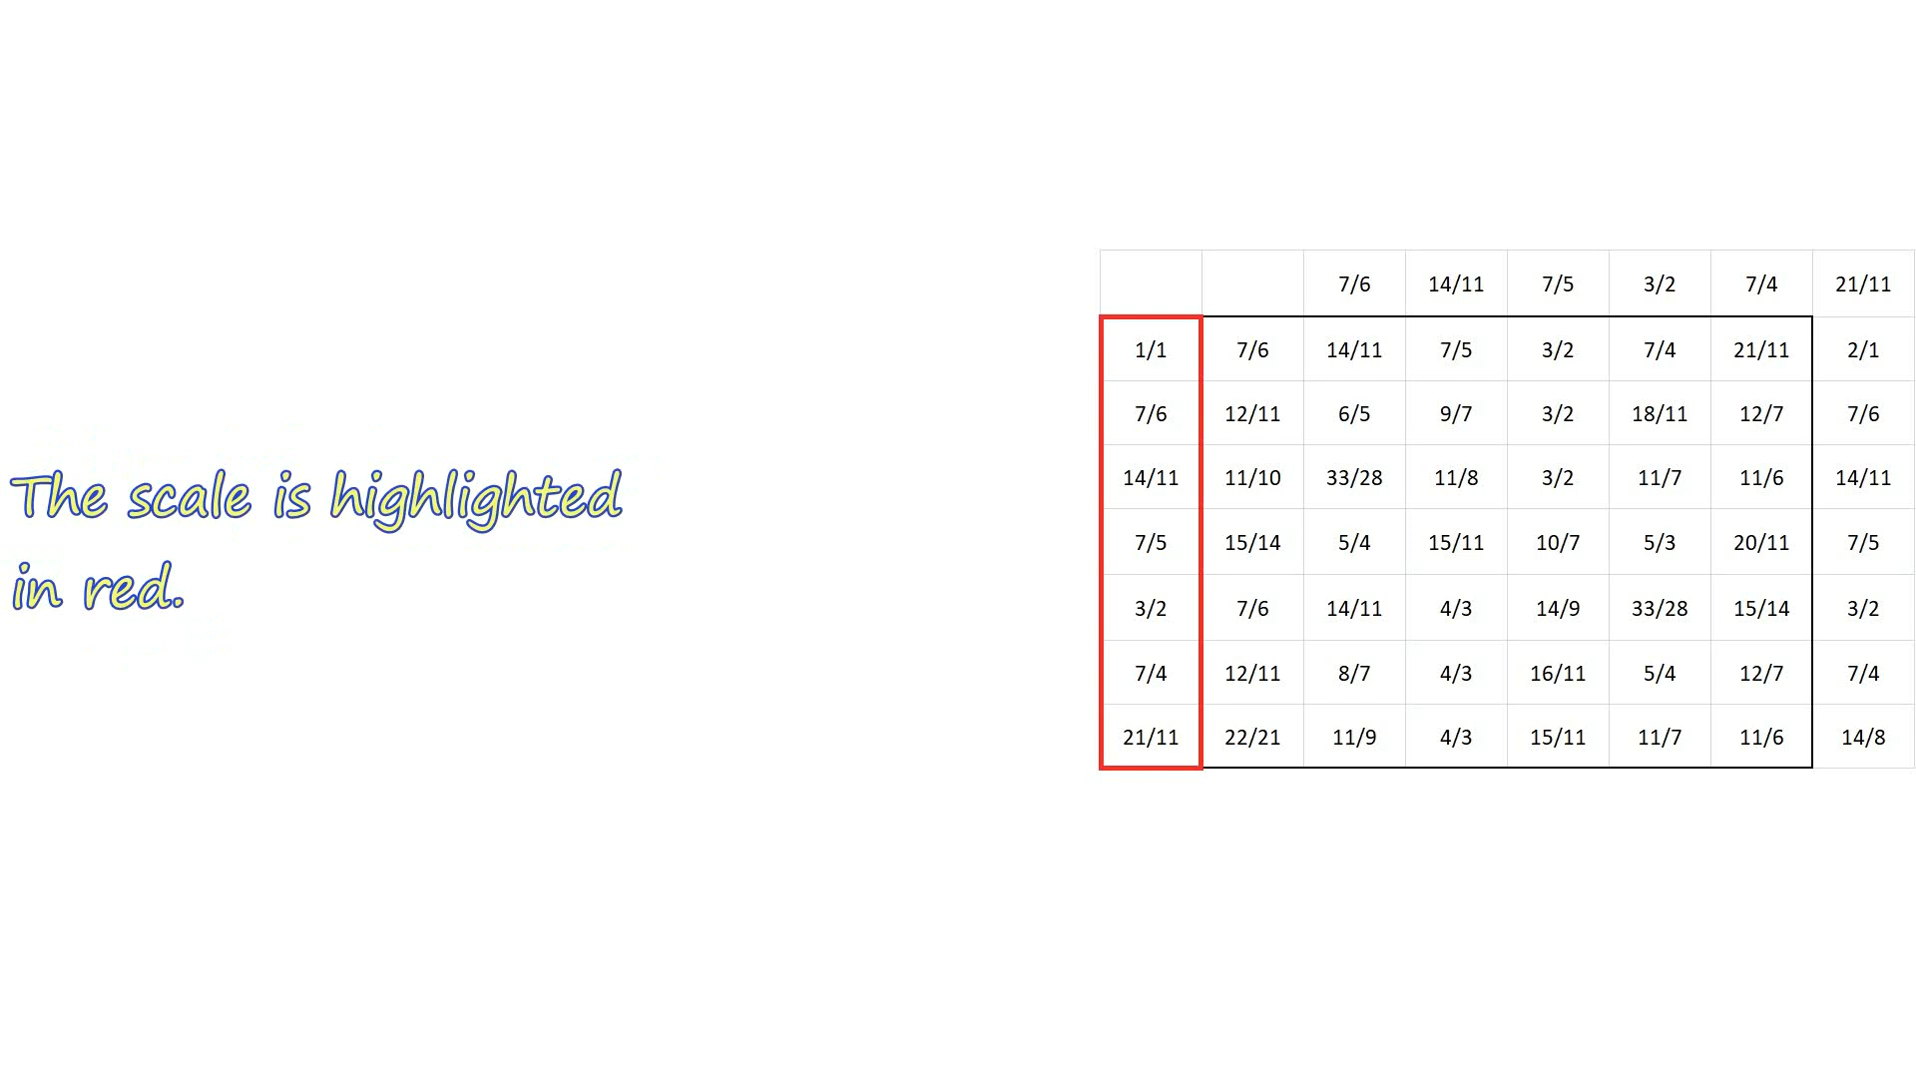 The scale is highlighted
in red.
7/6 14/11 7/5 3/2 7/4 21/11
1/1 7/6 14/11 7/5 3/2 7/4 21/11 2/1
7/6 12/11 6/5 9/7 3/2 18/11 12/7 7/6
14/11 11/10 33/28 11/8 3/2 11/7 11/6 14/11
7/5 15/14 5/4 15/11 10/7 5/3 20/11 7/5
3/2 7/6 14/11 4/3 14/9 33/28 15/14 3/2
7/4 12/11 8/7 4/3 16/11 5/4 12/7 7/4
21/11 22/21 11/9 4/3 15/11 11/7 11/6 14/8